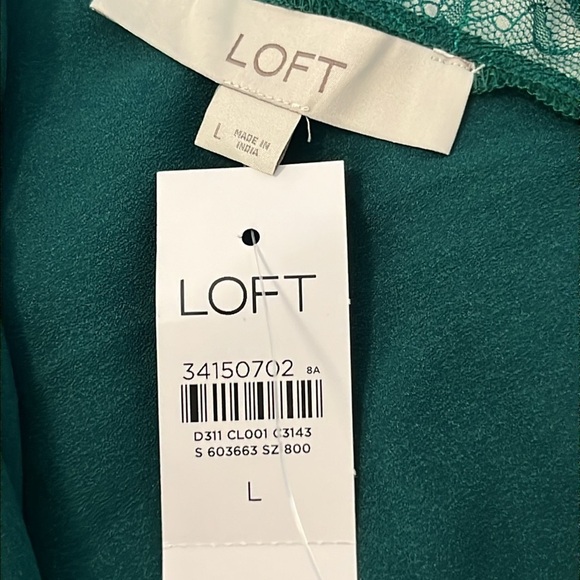 LOFT
L
MADE IN
INDIA
LOFT
34150702 8A
D311 CL001 C3143
S 603663 SZ 800
L